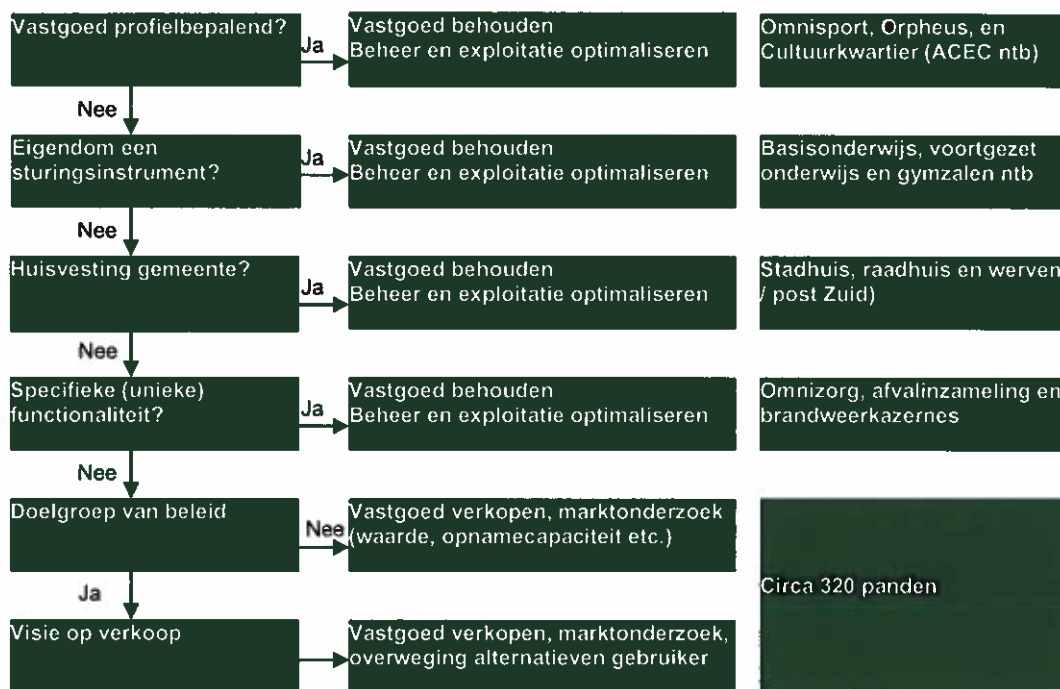 Vastgoed profielbepalend?
Ja
Vastgoed behouden
Beheer en exploitatie optimaliseren
Omnisport, Orpheus, en
Cultuurkwartier (ACEC ntb)
Nee
Eigendom een
sturingsinstrument?
Ja
Vastgoed behouden
Beheer en exploitatie optimaliseren
Basisonderwijs, voortgezet
onderwijs en gymzalen ntb
Nee
Huisvesting gemeente?
Ja
Vastgoed behouden
Beheer en exploitatie optimaliseren
Stadhuis, raadhuis en werven
/ post Zuid)
Nee
Specifieke (unieke)
functionaliteit?
Ja
Vastgoed behouden
Beheer en exploitatie optimaliseren
Omnizorg, afvalinzameling en
brandweerkazernes
Nee
Doelgroep van beleid
Nee
Vastgoed verkopen, marktonderzoek
(waarde, opnamecapaciteit etc.)
Circa 320 panden
Ja
Visie op verkoop
Vastgoed verkopen, marktonderzoek,
overweging alternatieven gebruiker